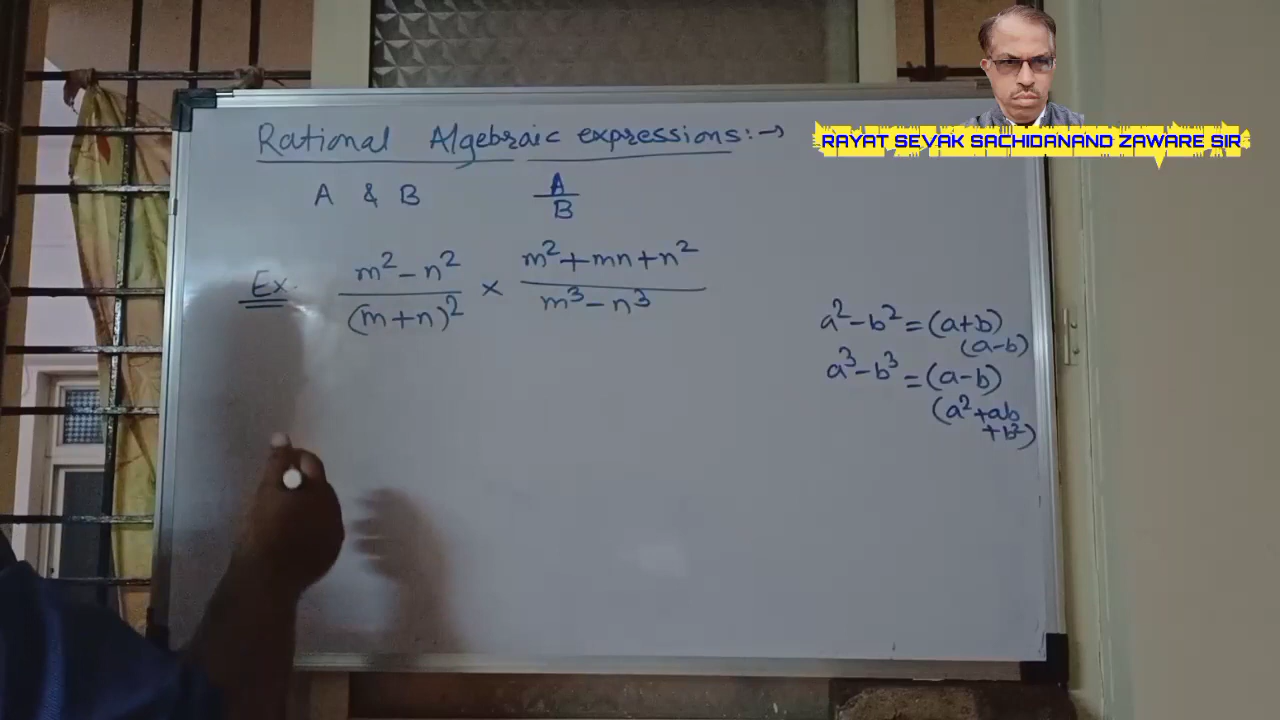 Rational Algebraic expressions:→
RAYAT SEVAK SACHIDANAND ZAWARE SIR
A & B
A
B
Ex.
m² - n²
(m+n)²
×
m² + mn + n²
m³ - n³
a² - b² = (a+b)
(a-b)
a³ - b³ = (a-b)
(a² + ab
+ b²)